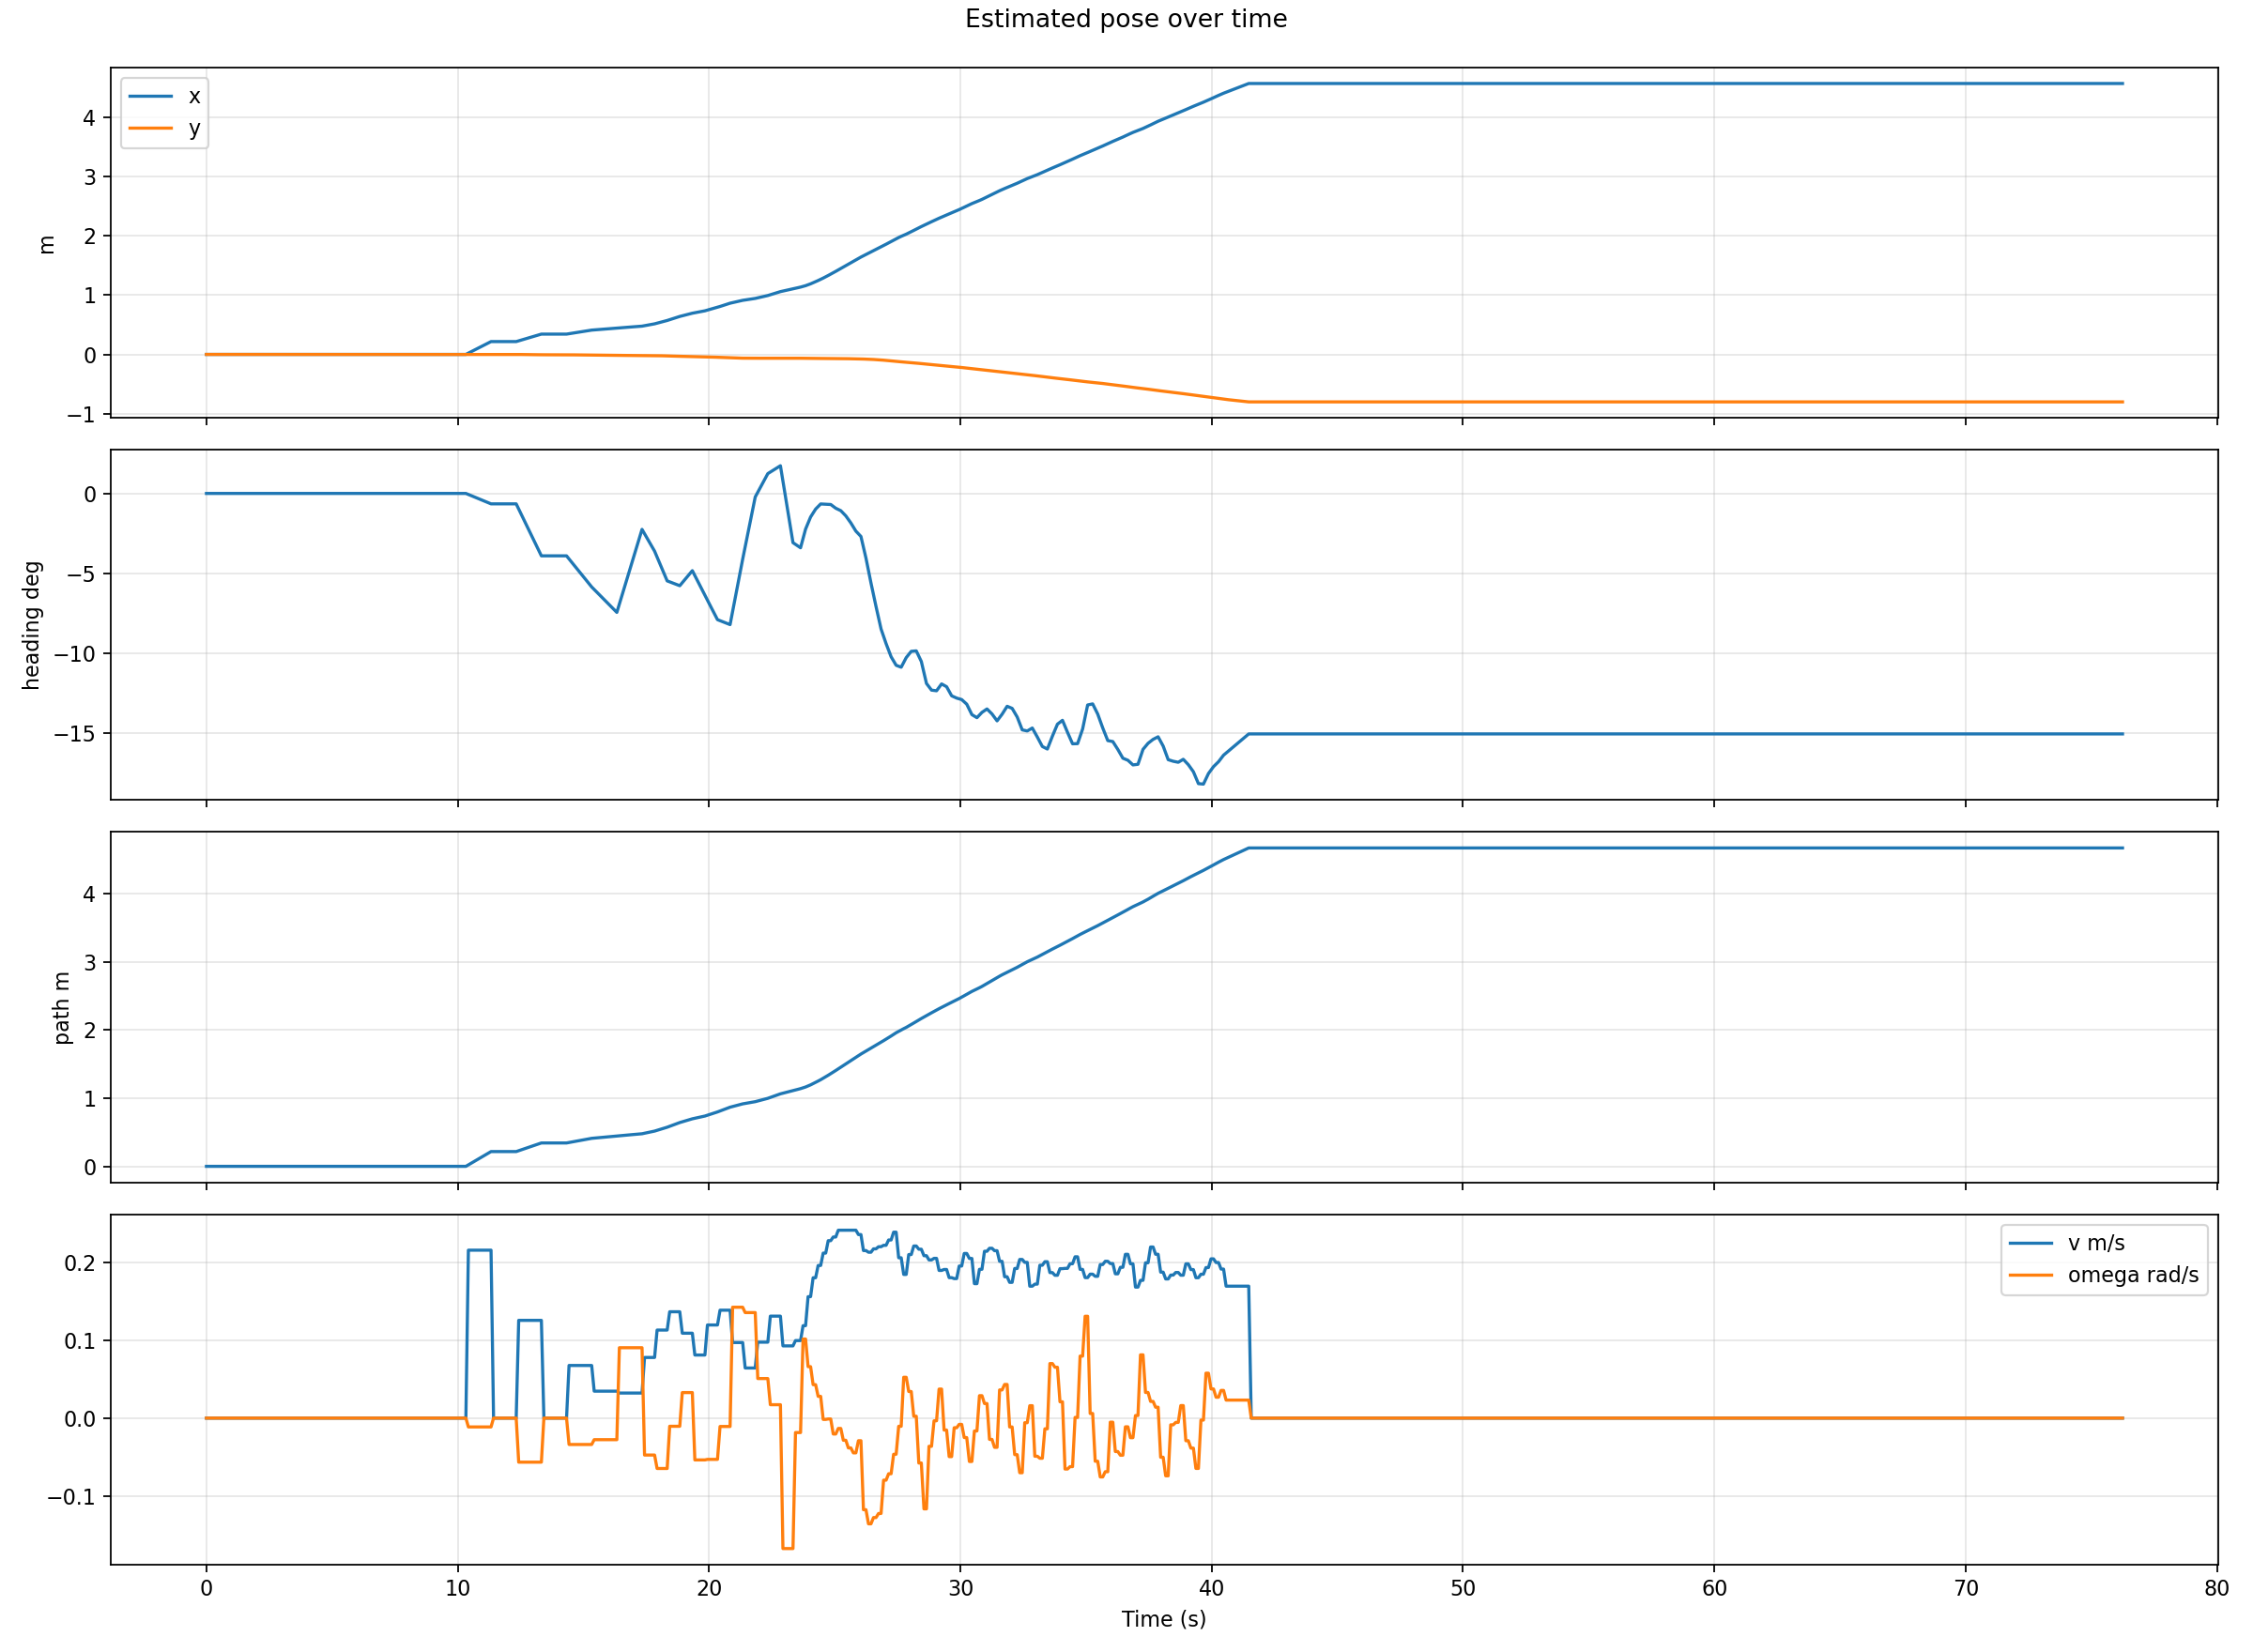 Estimated pose over time
x
y
m
4
3
2
1
0
−1
heading deg
0
−5
−10
−15
path m
4
3
2
1
0
v m/s
omega rad/s
0.2
0.1
0.0
−0.1
0 10 20 30 40 50 60 70 80
Time (s)